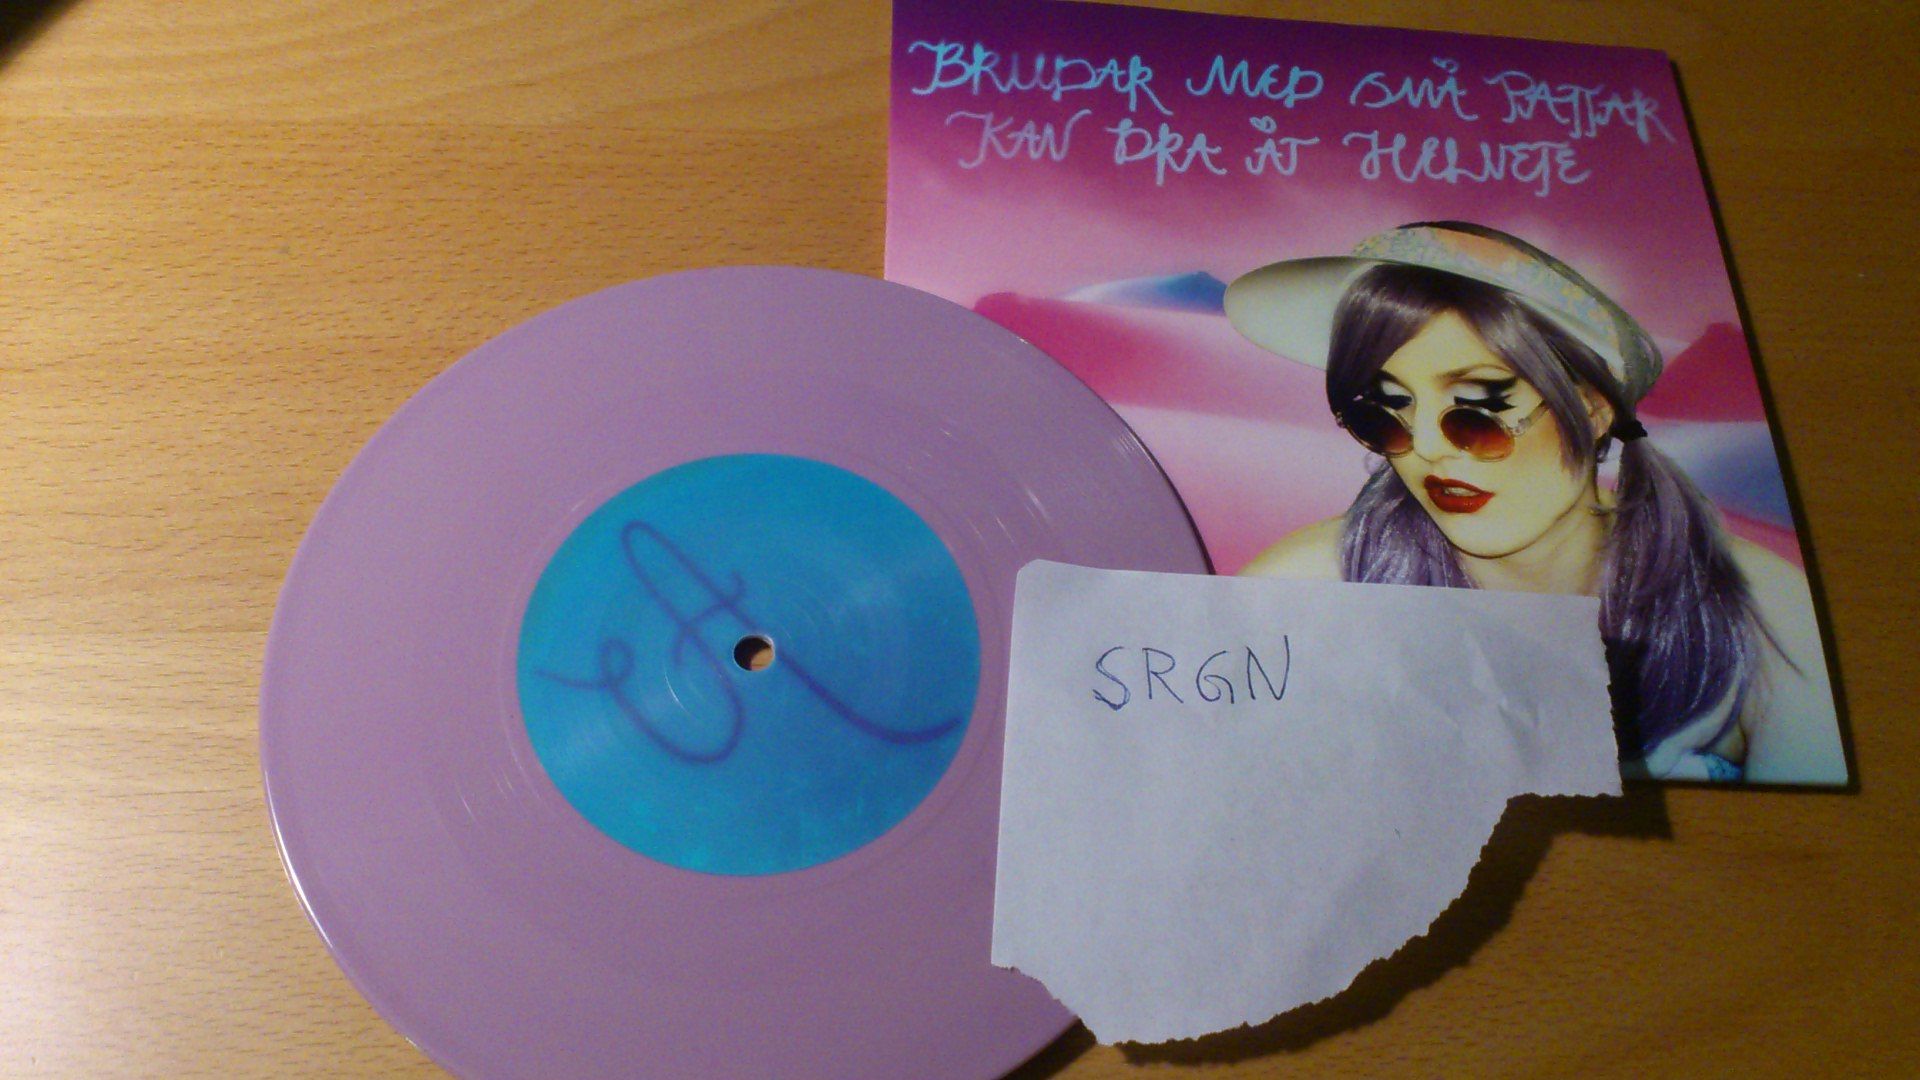 BRUDAR MED SMÅ PATTAR
KAN DRA ÅT HELVETE
SRGN